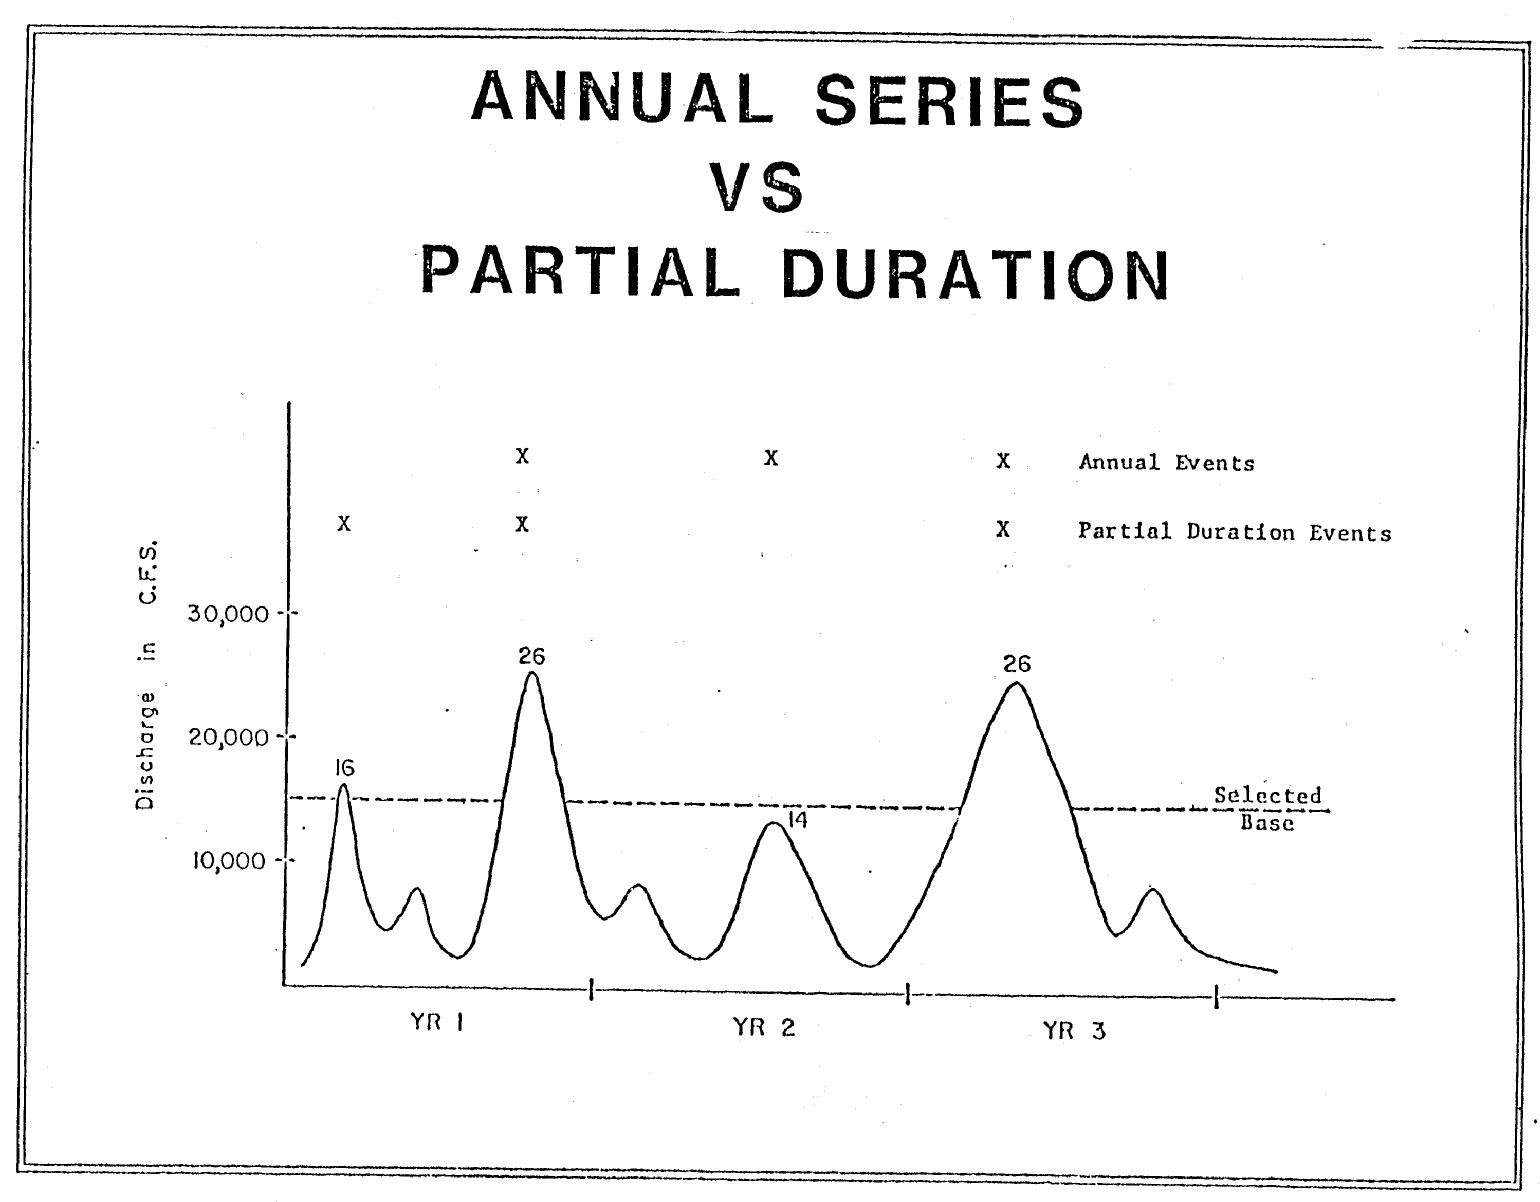 ANNUAL SERIES
VS
PARTIAL DURATION
X X X Annual Events
X X X Partial Duration Events
Discharge in C.F.S.
30,000
26 26
20,000
16
Selected
14 Base
10,000
YR 1 YR 2 YR 3